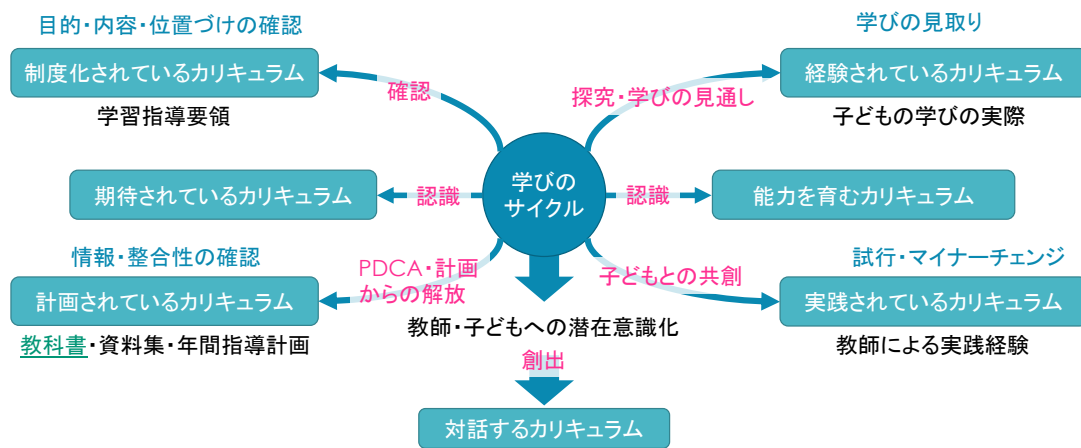 目的・内容・位置づけの確認
学びの見取り
制度化されているカリキュラム
経験されているカリキュラム
確認
探究・学びの見通し
学習指導要領
子どもの学びの実際
学びの
サイクル
期待されているカリキュラム
認識
認識
能力を育むカリキュラム
情報・整合性の確認
PDCA・計画
からの解放
子どもとの共創
試行・マイナーチェンジ
計画されているカリキュラム
実践されているカリキュラム
教師・子どもへの潜在意識化
教科書・資料集・年間指導計画
教師による実践経験
創出
対話するカリキュラム